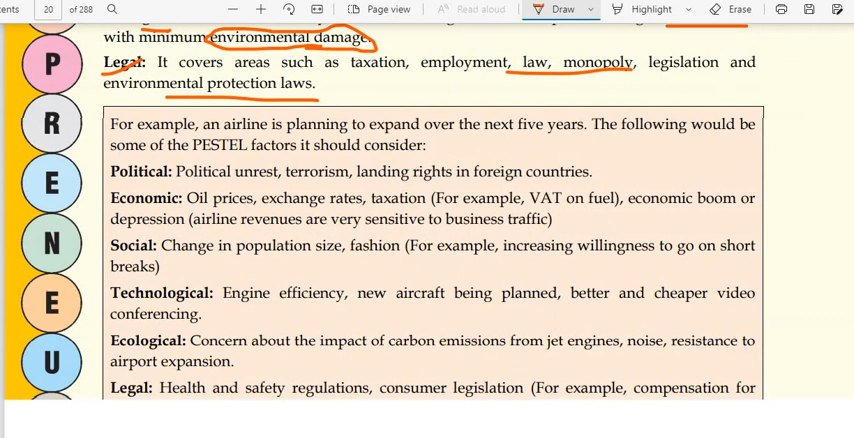 ents 20 of 288 Page view Read aloud Draw Highlight Erase
with minimum environmental damage.
Legal: It covers areas such as taxation, employment, law, monopoly, legislation and
environmental protection laws.
For example, an airline is planning to expand over the next five years. The following would be
some of the PESTEL factors it should consider:
Political: Political unrest, terrorism, landing rights in foreign countries.
Economic: Oil prices, exchange rates, taxation (For example, VAT on fuel), economic boom or
depression (airline revenues are very sensitive to business traffic)
Social: Change in population size, fashion (For example, increasing willingness to go on short
breaks)
Technological: Engine efficiency, new aircraft being planned, better and cheaper video
conferencing.
Ecological: Concern about the impact of carbon emissions from jet engines, noise, resistance to
airport expansion.
Legal: Health and safety regulations, consumer legislation (For example, compensation for
P
R
E
N
E
U